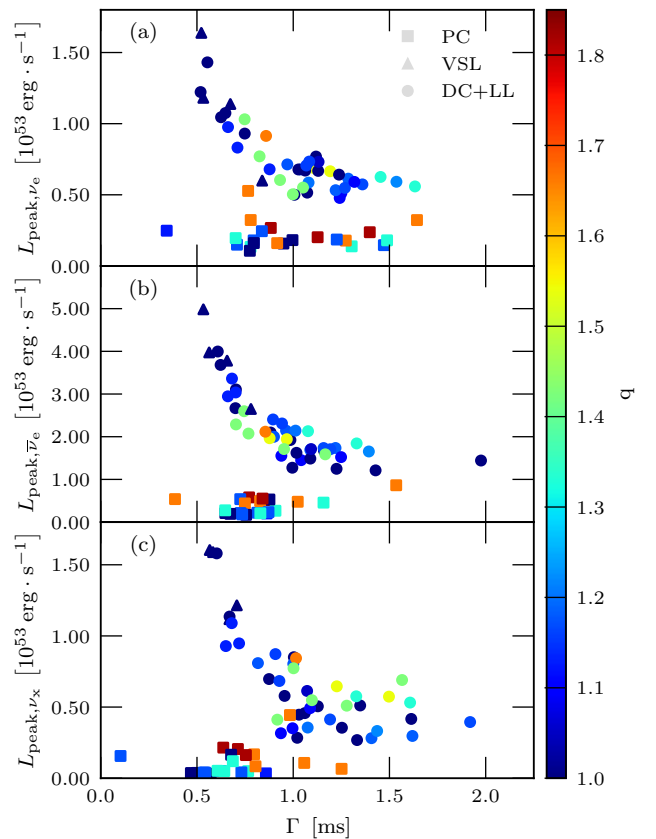 (a)
PC
VSL
DC+LL
1.50
1.00
0.50
0.00
L_peak,ν_e [10^53 erg · s^−1]
(b)
5.00
4.00
3.00
2.00
1.00
0.00
L_peak,ν̅_e [10^53 erg · s^−1]
(c)
1.50
1.00
0.50
0.00
L_peak,ν_x [10^53 erg · s^−1]
0.0 0.5 1.0 1.5 2.0
Γ [ms]
1.8
1.7
1.6
1.5
1.4
1.3
1.2
1.1
1.0
q